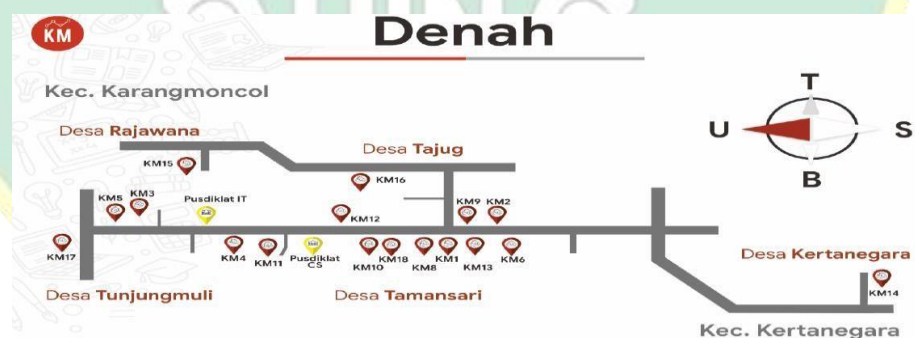 KM
Denah
Kec. Karangmoncol
T
U
S
B
Desa Rajawana
Desa Tajug
KM15
KM16
KM5
KM3
Pusdiklat IT
KM12
KM9
KM2
KM17
KM4
KM11
Pusdiklat
CS
KM10
KM18
KM8
KM1
KM13
KM6
Desa Kertanegara
KM14
Desa Tunjungmuli
Desa Tamansari
Kec. Kertanegara